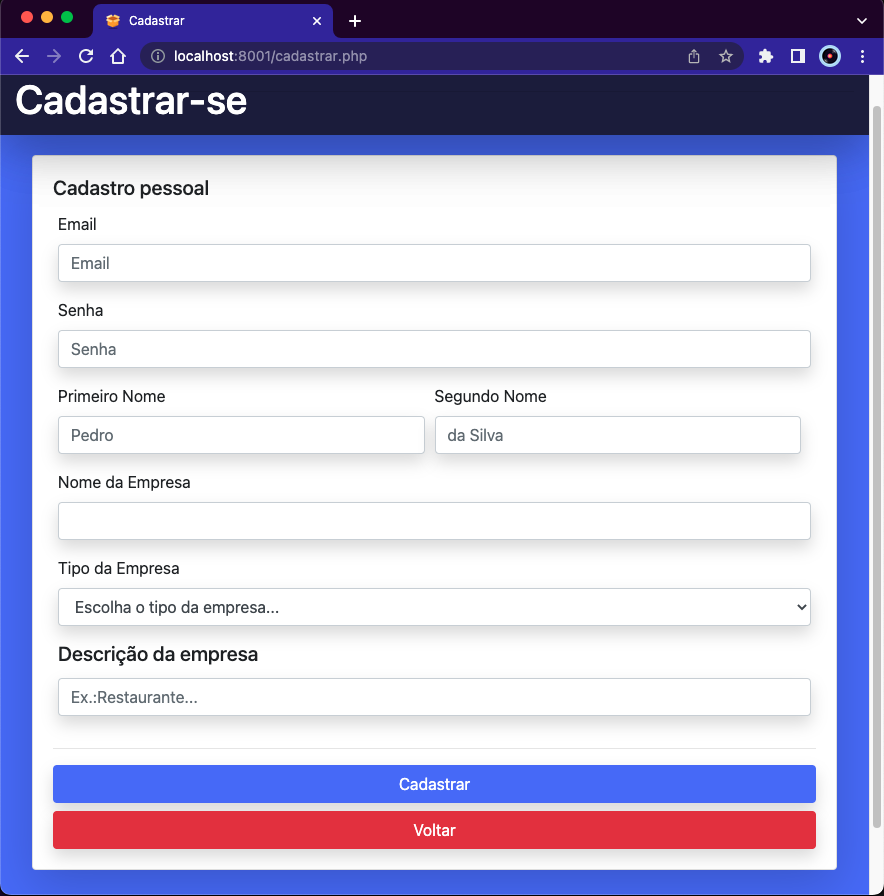 Cadastrar
localhost:8001/cadastrar.php
Cadastrar-se
Cadastro pessoal
Email
Email
Senha
Senha
Primeiro Nome Segundo Nome
Pedro da Silva
Nome da Empresa
Tipo da Empresa
Escolha o tipo da empresa...
Descrição da empresa
Ex.:Restaurante...
Cadastrar
Voltar